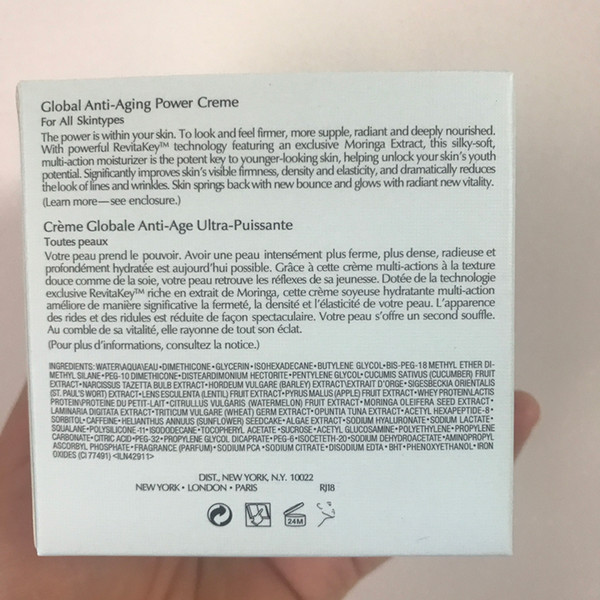 Global Anti-Aging Power Creme
For All Skintypes
The power is within your skin. To look and feel firmer, more supple, radiant and deeply nourished.
With powerful RevitaKey™ technology featuring an exclusive Moringa Extract, this silky-soft,
multi-action moisturizer is the potent key to younger-looking skin, helping unlock your skin's youth
potential. Significantly improves skin's visible firmness, density and elasticity, and dramatically reduces
the look of lines and wrinkles. Skin springs back with new bounce and glows with radiant new vitality.
(Learn more—see enclosure.)
Crème Globale Anti-Age Ultra-Puissante
Toutes peaux
Votre peau prend le pouvoir. Avoir une peau intensément plus ferme, plus dense, radieuse et
profondément hydratée est aujourd'hui possible. Grâce à cette crème multi-actions à la texture
douce comme de la soie, votre peau retrouve les réflexes de sa jeunesse. Dotée de la technologie
exclusive RevitaKey™ riche en extrait de Moringa, cette crème soyeuse hydratante multi-action
améliore de manière significative la fermeté, la densité et l'élasticité de votre peau. L'apparence
des rides et des ridules est réduite de façon spectaculaire. Votre peau s'offre un second souffle.
Au comble de sa vitalité, elle rayonne de tout son éclat.
(Pour plus d'informations, consultez la notice.)
INGREDIENTS: WATER\AQUA\EAU•DIMETHICONE•GLYCERIN•ISOHEXADECANE•BUTYLENE GLYCOL•BIS-PEG-18 METHYL ETHER DI-
METHYL SILANE•PEG-10 DIMETHICONE•DISTEARDIMONIUM HECTORITE•PENTYLENE GLYCOL•CUCUMIS SATIVUS (CUCUMBER) FRUIT
EXTRACT•NARCISSUS TAZETTA BULB EXTRACT•HORDEUM VULGARE (BARLEY) EXTRACT\EXTRAIT D'ORGE•SIGESBECKIA ORIENTALIS
(ST. PAUL'S WORT) EXTRACT•LENS ESCULENTA (LENTIL) FRUIT EXTRACT•PYRUS MALUS (APPLE) FRUIT EXTRACT•WHEY PROTEIN\LACTIS
PROTEIN\PROTÉINE DU PETIT-LAIT•CITRULLUS VULGARIS (WATERMELON) FRUIT EXTRACT•MORINGA OLEIFERA SEED EXTRACT•
LAMINARIA DIGITATA EXTRACT•TRITICUM VULGARE (WHEAT) GERM EXTRACT•OPUNTIA TUNA EXTRACT•ACETYL HEXAPEPTIDE-8•
SORBITOL•CAFFEINE•HELIANTHUS ANNUUS (SUNFLOWER) SEEDCAKE•ALGAE EXTRACT•SODIUM HYALURONATE•SODIUM LACTATE•
SQUALANE•POLYSILICONE-11•ISODODECANE•TOCOPHERYL ACETATE•SUCROSE•ACETYL GLUCOSAMINE•POLYETHYLENE•PROPYLENE
CARBONATE•CITRIC ACID•PEG-32•PROPYLENE GLYCOL DICAPRATE•PEG-6•ISOCETETH-20•SODIUM DEHYDROACETATE•AMINOPROPYL
ASCORBYL PHOSPHATE•FRAGRANCE (PARFUM)•SODIUM PCA•SODIUM CITRATE•DISODIUM EDTA•BHT•PHENOXYETHANOL•IRON
OXIDES (CI 77491) <ILN42911>
DIST., NEW YORK, N.Y. 10022
NEW YORK • LONDON • PARIS RJ18
24M